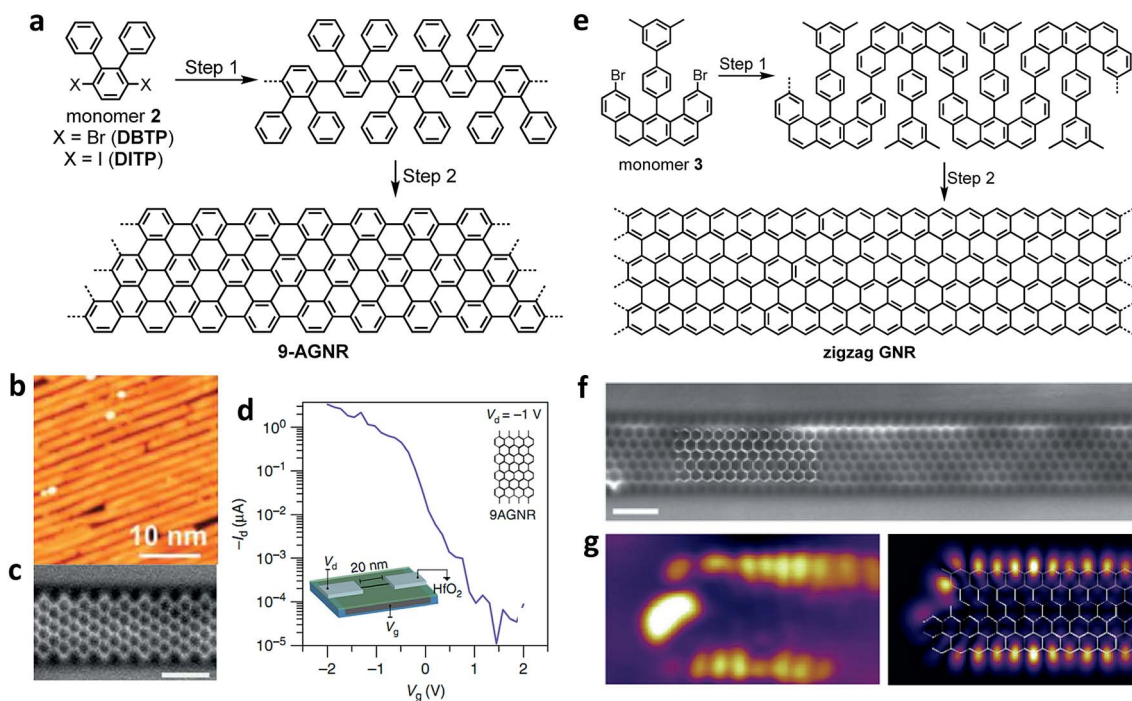 a
X
X
monomer 2
X = Br (DBTP)
X = I (DITP)
Step 1
Step 2
9-AGNR
e
Br
Br
monomer 3
Step 1
Step 2
zigzag GNR
b
10 nm
c
d
V_d = −1 V
9AGNR
−I_d (μA)
10^0
10^−1
10^−2
10^−3
10^−4
10^−5
V_d
20 nm
HfO_2
V_g
−2
−1
0
1
2
V_g (V)
f
g